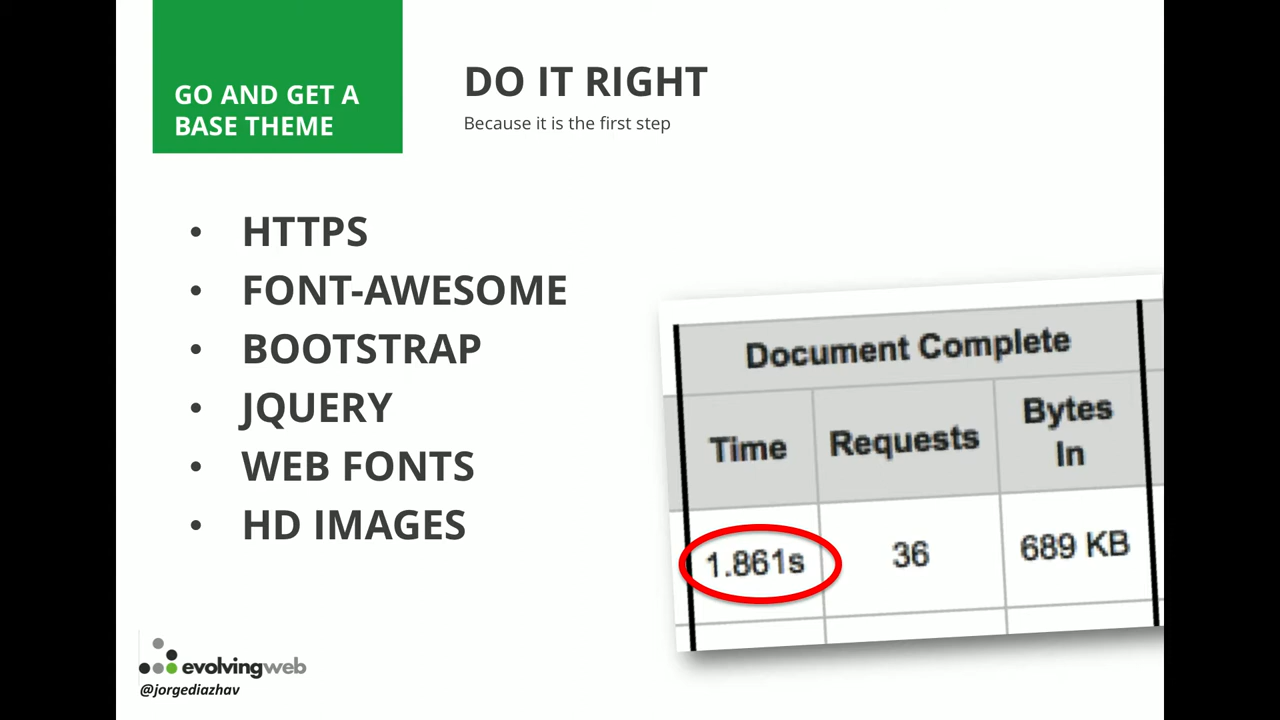 GO AND GET A
BASE THEME
DO IT RIGHT
Because it is the first step
• HTTPS
• FONT-AWESOME
• BOOTSTRAP
• JQUERY
• WEB FONTS
• HD IMAGES
Document Complete
Time Requests Bytes In
1.861s 36 689 KB
evolvingweb
@jorgediazhav